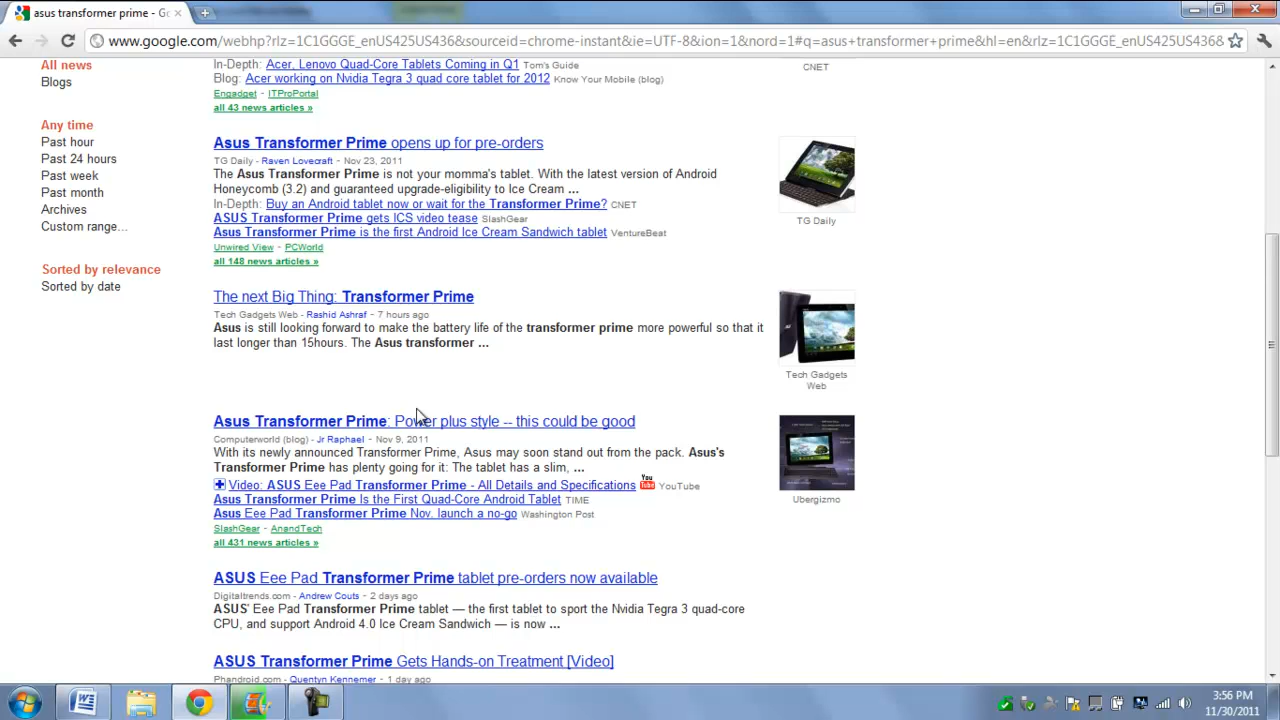 asus transformer prime - Go
www.google.com/webhp?rlz=1C1GGGE_enUS425US436&sourceid=chrome-instant&ie=UTF-8&ion=1&nord=1#q=asus+transformer+prime&hl=en&rlz=1C1GGGE_enUS425US436&
All news
Blogs
Any time
Past hour
Past 24 hours
Past week
Past month
Archives
Custom range...
Sorted by relevance
Sorted by date
In-Depth: Acer, Lenovo Quad-Core Tablets Coming in Q1 Tom's Guide
Blog: Acer working on Nvidia Tegra 3 quad core tablet for 2012 Know Your Mobile (blog)
Engadget - ITProPortal
all 43 news articles »
CNET
Asus Transformer Prime opens up for pre-orders
TG Daily - Raven Lovecraft - Nov 23, 2011
The Asus Transformer Prime is not your momma's tablet. With the latest version of Android
Honeycomb (3.2) and guaranteed upgrade-eligibility to Ice Cream ...
In-Depth: Buy an Android tablet now or wait for the Transformer Prime? CNET
ASUS Transformer Prime gets ICS video tease SlashGear
Asus Transformer Prime is the first Android Ice Cream Sandwich tablet VentureBeat
Unwired View - PCWorld
all 148 news articles »
TG Daily
The next Big Thing: Transformer Prime
Tech Gadgets Web - Rashid Ashraf - 7 hours ago
Asus is still looking forward to make the battery life of the transformer prime more powerful so that it
last longer than 15hours. The Asus transformer ...
Tech Gadgets
Web
Asus Transformer Prime: Power plus style -- this could be good
Computerworld (blog) - Jr Raphael - Nov 9, 2011
With its newly announced Transformer Prime, Asus may soon stand out from the pack. Asus's
Transformer Prime has plenty going for it: The tablet has a slim, ...
Video: ASUS Eee Pad Transformer Prime - All Details and Specifications You Tube YouTube
Asus Transformer Prime Is the First Quad-Core Android Tablet TIME
Asus Eee Pad Transformer Prime Nov. launch a no-go Washington Post
SlashGear - AnandTech
all 431 news articles »
Ubergizmo
ASUS Eee Pad Transformer Prime tablet pre-orders now available
Digitaltrends.com - Andrew Couts - 2 days ago
ASUS' Eee Pad Transformer Prime tablet — the first tablet to sport the Nvidia Tegra 3 quad-core
CPU, and support Android 4.0 Ice Cream Sandwich — is now ...
ASUS Transformer Prime Gets Hands-on Treatment [Video]
Phandroid.com - Quentyn Kennemer - 1 day ago
3:56 PM
11/30/2011